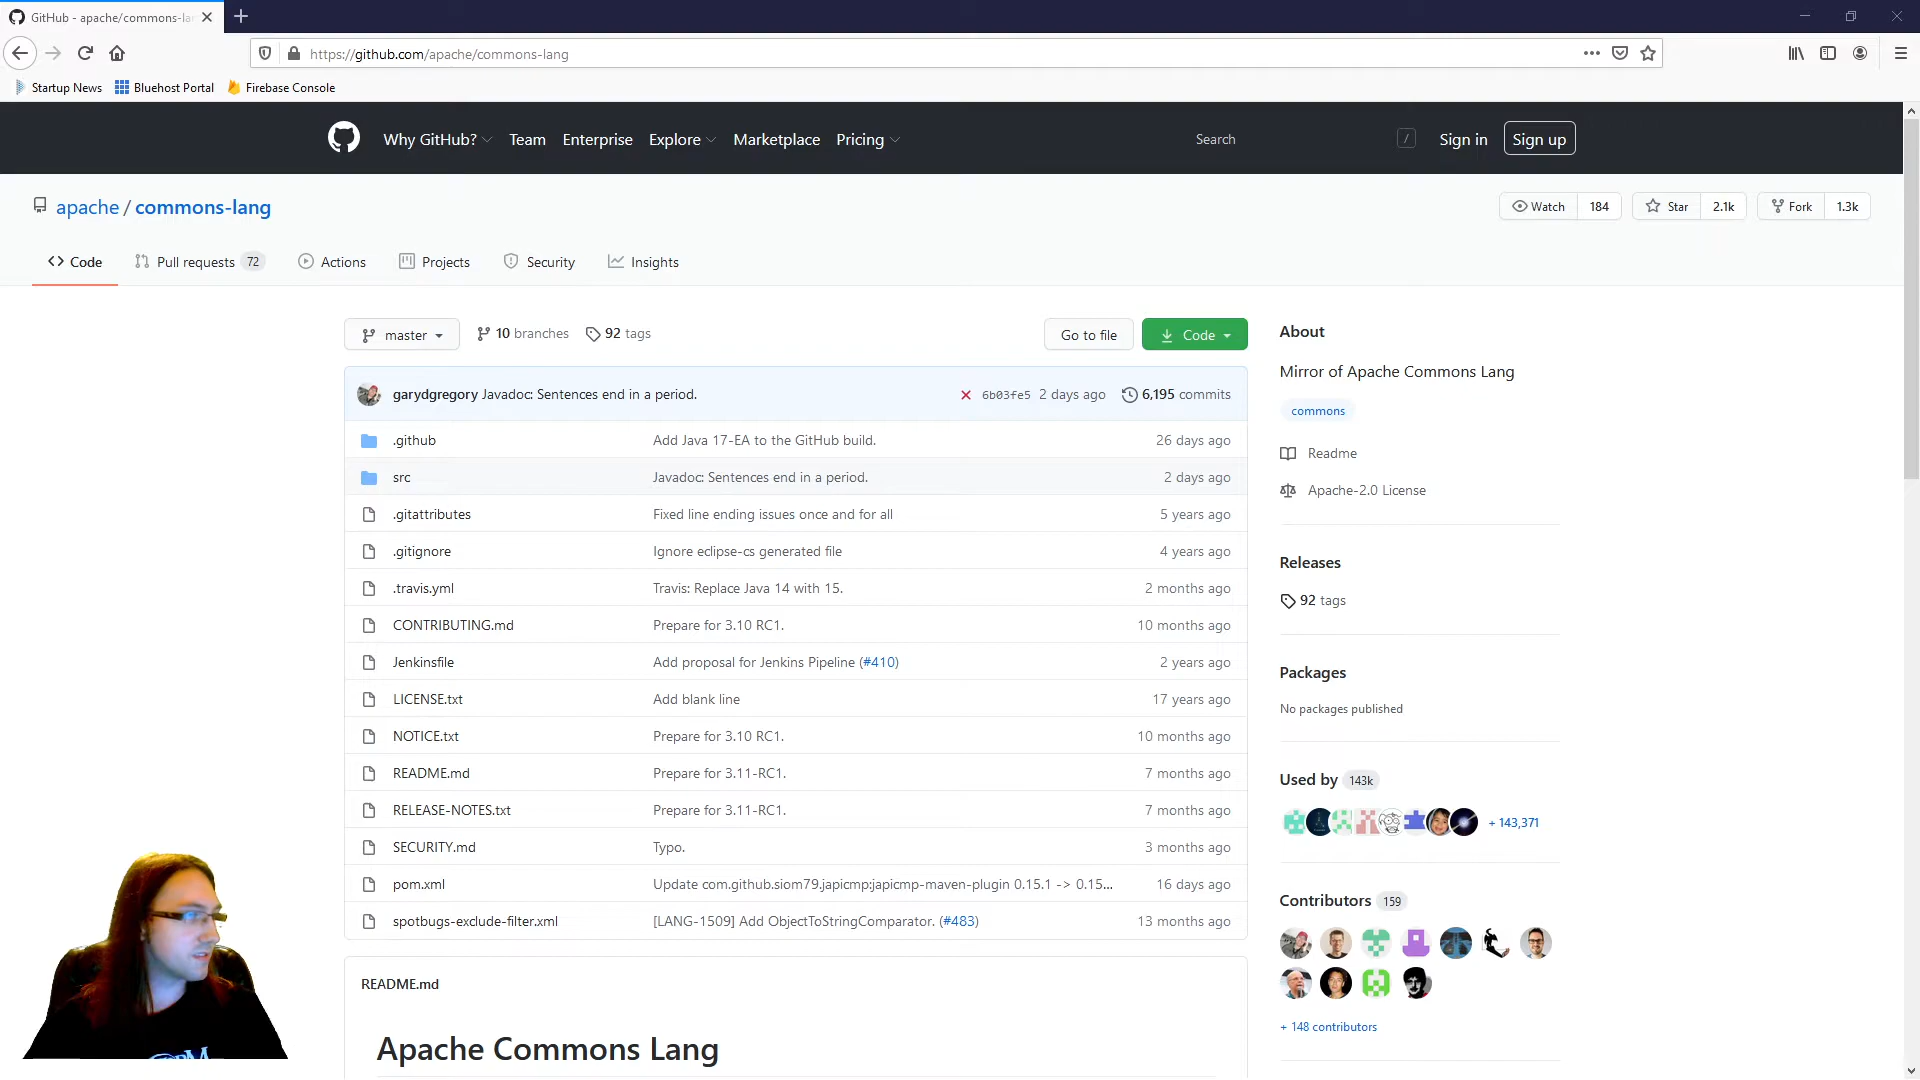 GitHub - apache/commons-la
https://github.com/apache/commons-lang
Startup News Bluehost Portal Firebase Console
Why GitHub? Team Enterprise Explore Marketplace Pricing Search / Sign in Sign up
apache / commons-lang Watch 184 Star 2.1k Fork 1.3k
Code Pull requests 72 Actions Projects Security Insights
master 10 branches 92 tags Go to file Code
garydgregory Javadoc: Sentences end in a period. 6b03fe5 2 days ago 6,195 commits
.github Add Java 17-EA to the GitHub build. 26 days ago
src Javadoc: Sentences end in a period. 2 days ago
.gitattributes Fixed line ending issues once and for all 5 years ago
.gitignore Ignore eclipse-cs generated file 4 years ago
.travis.yml Travis: Replace Java 14 with 15. 2 months ago
CONTRIBUTING.md Prepare for 3.10 RC1. 10 months ago
Jenkinsfile Add proposal for Jenkins Pipeline (#410) 2 years ago
LICENSE.txt Add blank line 17 years ago
NOTICE.txt Prepare for 3.10 RC1. 10 months ago
README.md Prepare for 3.11-RC1. 7 months ago
RELEASE-NOTES.txt Prepare for 3.11-RC1. 7 months ago
SECURITY.md Typo. 3 months ago
pom.xml Update com.github.siom79.japicmp:japicmp-maven-plugin 0.15.1 -> 0.15... 16 days ago
spotbugs-exclude-filter.xml [LANG-1509] Add ObjectToStringComparator. (#483) 13 months ago
README.md
Apache Commons Lang
About
Mirror of Apache Commons Lang
commons
Readme
Apache-2.0 License
Releases
92 tags
Packages
No packages published
Used by 143k
+ 143,371
Contributors 159
+ 148 contributors